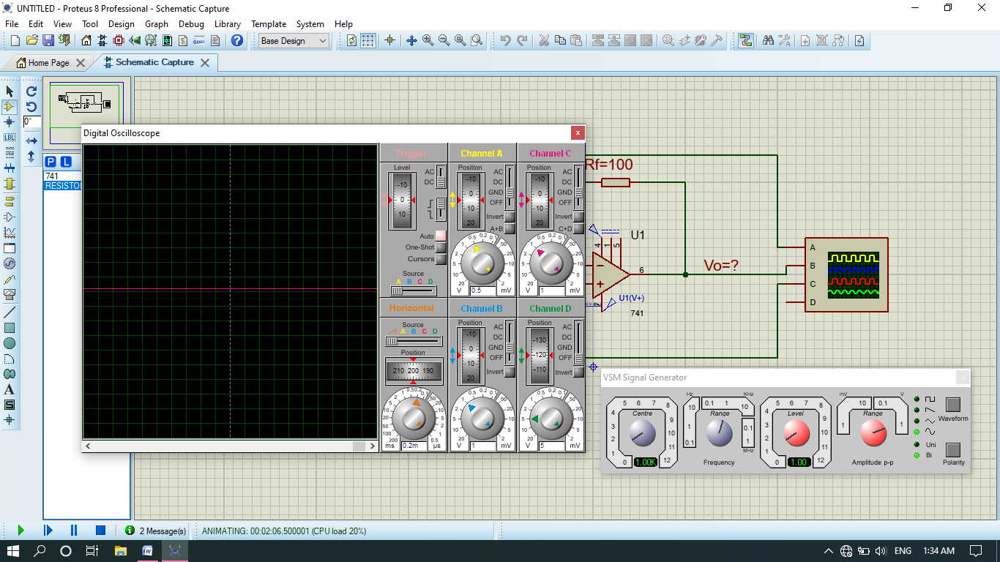 UNTITLED - Proteus 8 Professional - Schematic Capture
File Edit View Tool Design Graph Debug Library Template System Help
Base Design
Home Page
Schematic Capture
0°
LBL
P L
741
RESISTOR
A
S
Digital Oscilloscope
Trigger
Level
AC
DC
-10
0
10
Auto
One-Shot
Cursors
Source
A B C D
Channel A
Position
AC
DC
GND
OFF
-10
0
10
20
Invert
A+B
V 0.5 mV
Channel C
Position
AC
DC
GND
OFF
-10
0
10
20
Invert
C+D
V 1 mV
Horizontal
Source
A B C D
Position
210 200 190
ms 0.2m µs
Channel B
Position
AC
DC
GND
OFF
-10
0
10
20
Invert
V 1 mV
Channel D
Position
AC
DC
GND
OFF
-130
-120
-110
Invert
V 5 mV
Rf=100
U1
4 1 5
6
7
U1(V+)
741
Vo=?
A
B
C
D
VSM Signal Generator
Centre
0 1 2 3 4 5 6 7 8 9 10 11 12
1.00K
Hz KHz
10 0.1 1 10
1 0.1
0.1 1
MHz
Range
Frequency
Level
0 1 2 3 4 5 6 7 8 9 10 11 12
1.00
mV V
10 0.1
1 1
Range
Amplitude p-p
Waveform
Uni
Bi
Polarity
2 Message(s)
ANIMATING: 00:02:06.500001 (CPU load 20%)
ENG
1:34 AM